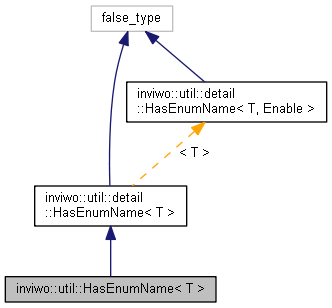 false_type
inviwo::util::detail
::HasEnumName< T, Enable >
< T >
inviwo::util::detail
::HasEnumName< T >
inviwo::util::HasEnumName< T >